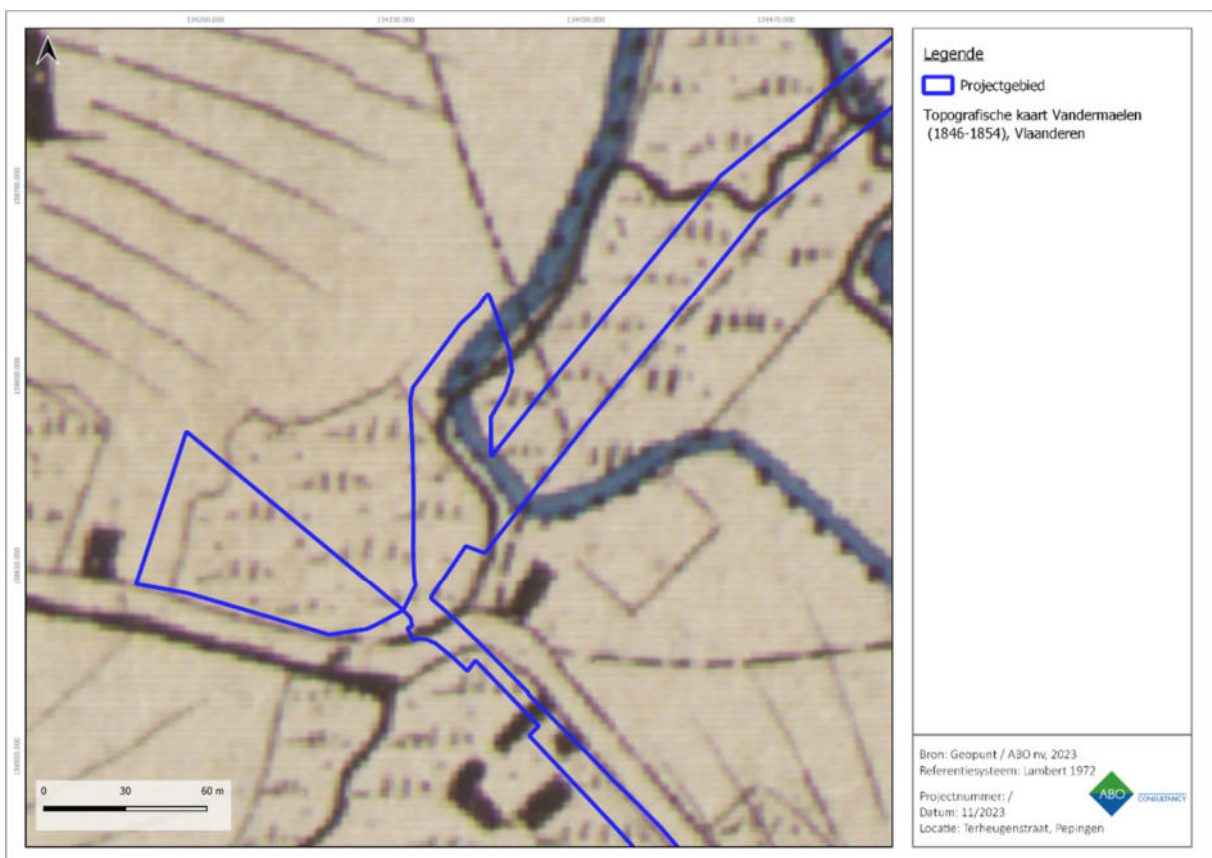 Legende
Projectgebied
Topografische kaart Vandermaelen
(1846-1854), Vlaanderen
0 30 60 m
Bron: Geopunt / ABO nv, 2023
Referentiesysteem: Lambert 1972
Projectnummer: /
Datum: 11/2023
Locatie: Terheugenstraat, Pepingen
ABO
CONSULTANCY